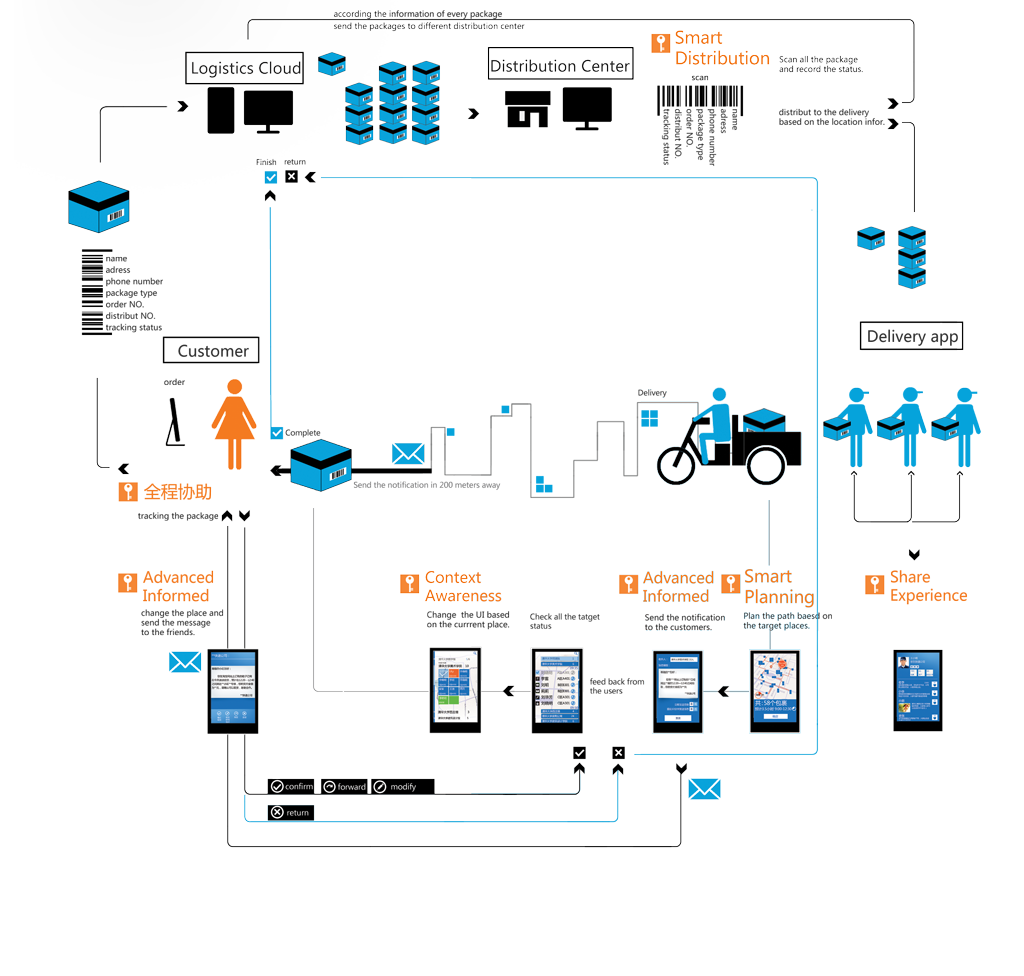 according the information of every package
send the packages to different distribution center
Logistics Cloud
Distribution Center
Smart
Distribution
Scan all the package
and record the status.
scan
name
adress
phone number
package type
order NO.
distribut NO.
tracking status
distribut to the delivery
based on the location infor.
Finish
return
name
adress
phone number
package type
order NO.
distribut NO.
tracking status
Customer
order
Delivery app
Delivery
Complete
Send the notification in 200 meters away
全程协助
tracking the package
Advanced
Informed
change the place and
send the message
to the friends.
Context
Awareness
Change the UI based
on the currrent place.
Check all the tatget
status
Advanced
Informed
Send the notification
to the customers.
Smart
Planning
Plan the path baesd on
the target places.
Share
Experience
feed back from
the users
共:58个包裹
confirm
forward
modify
return